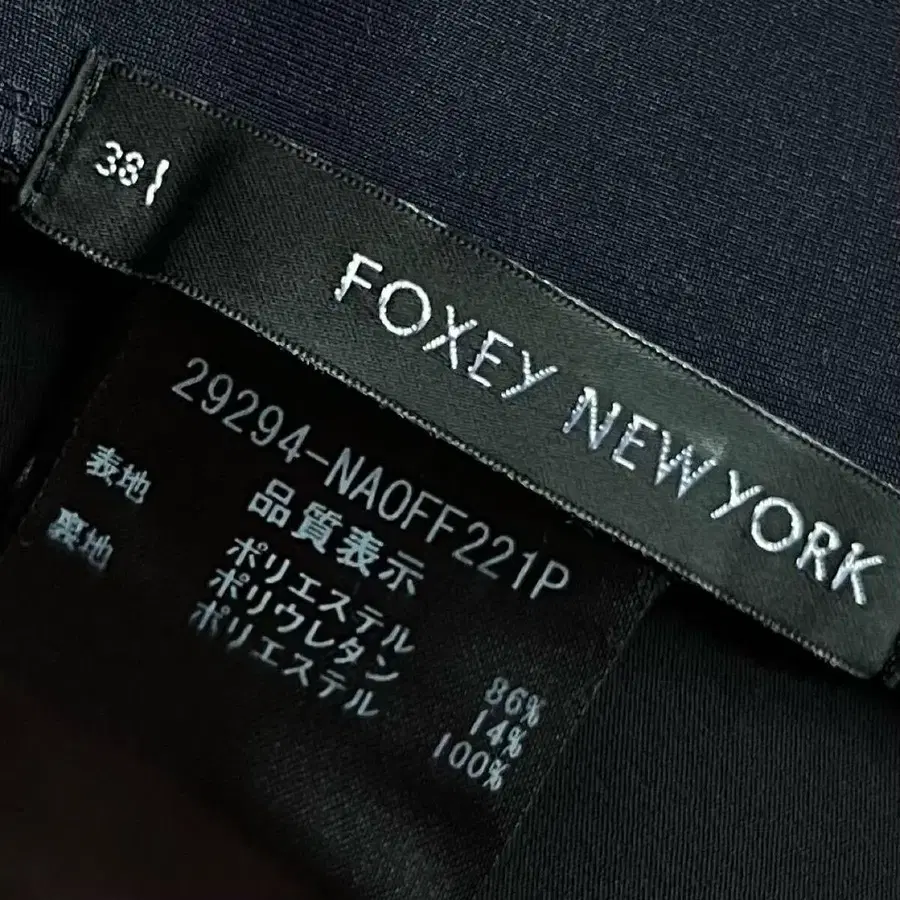 38
FOXEY NEW YORK
29294-NAOFF221P
品質表示
表地 ポリエステル 86%
ポリウレタン 14%
裏地 ポリエステル 100%